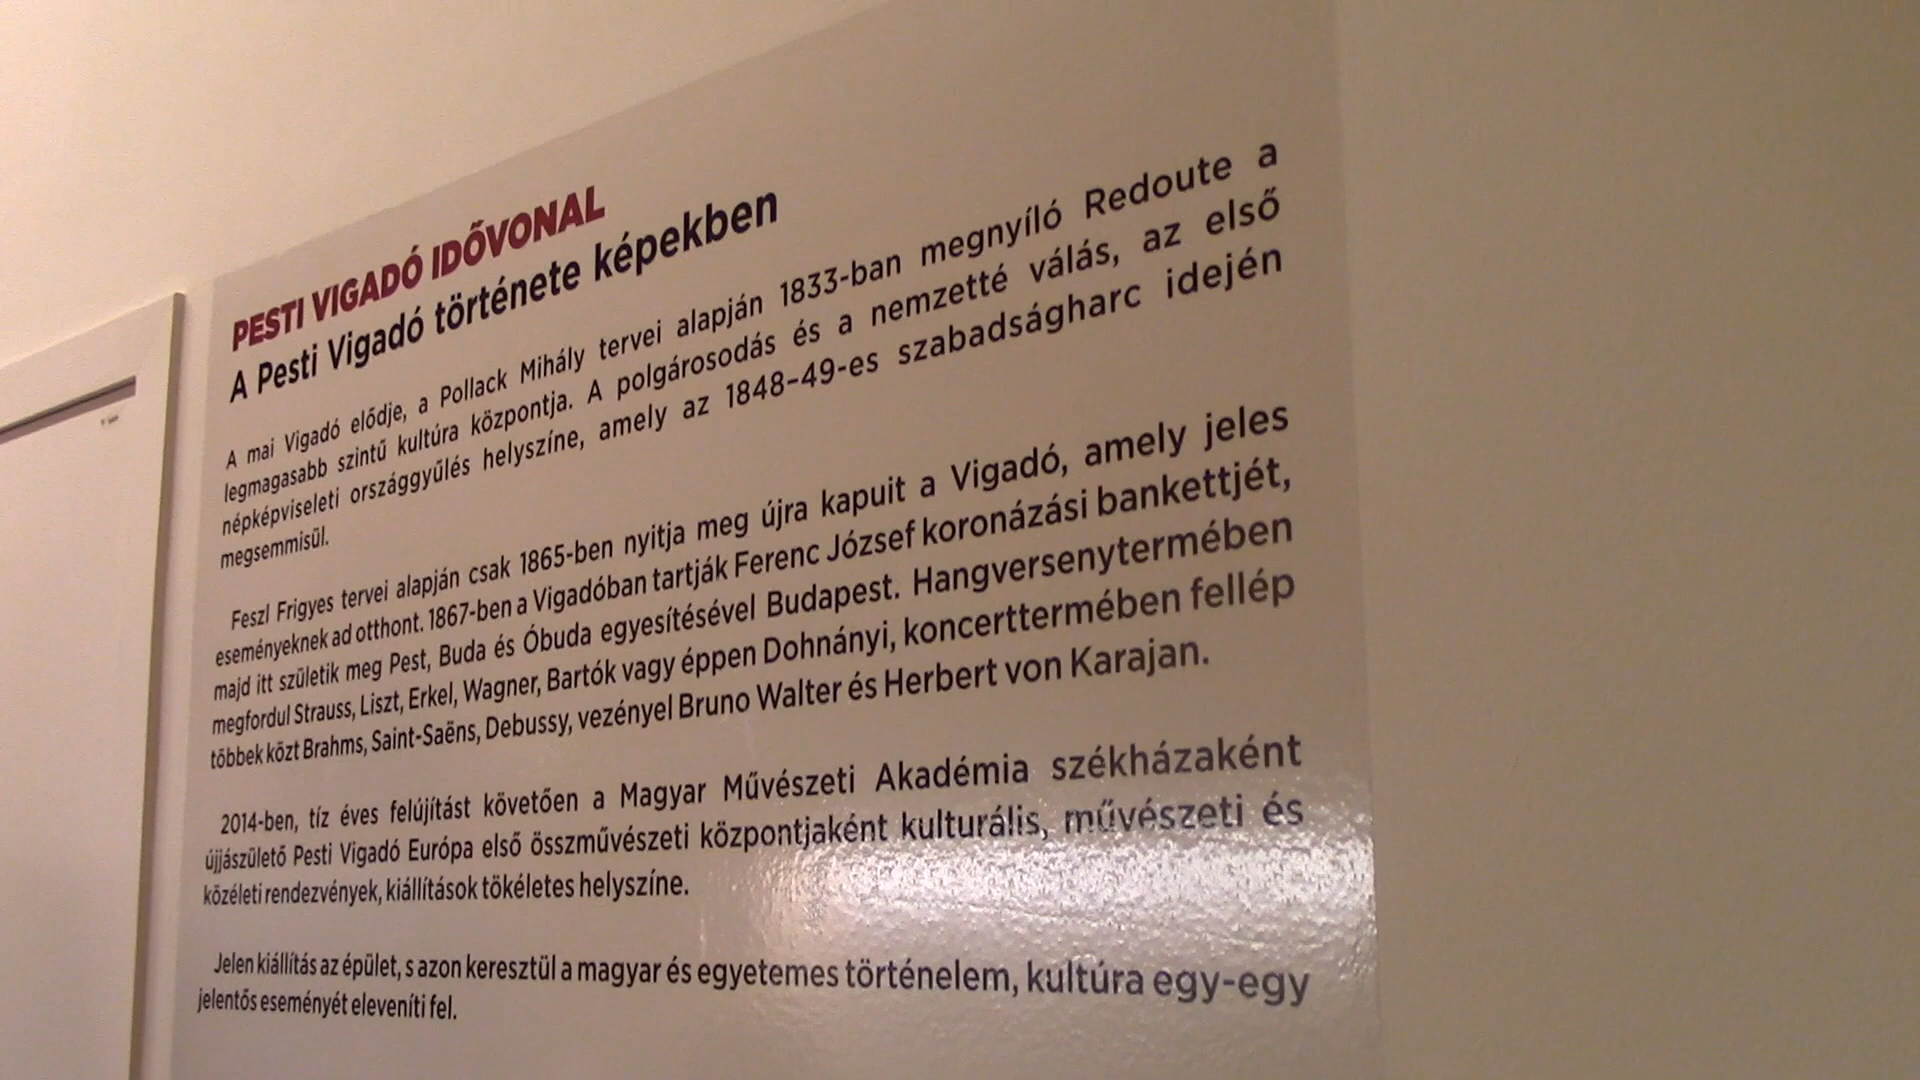 PESTI VIGADÓ IDŐVONAL
A Pesti Vigadó története képekben
A mai Vigadó elődje, a Pollack Mihály tervei alapján 1833-ban megnyíló Redoute a
legmagasabb szintű kultúra központja. A polgárosodás és a nemzetté válás, az első
népképviseleti országgyűlés helyszíne, amely az 1848-49-es szabadságharc idején
megsemmisül.
Feszl Frigyes tervei alapján csak 1865-ben nyitja meg újra kapuit a Vigadó, amely jeles
eseményeknek ad otthont. 1867-ben a Vigadóban tartják Ferenc József koronázási bankettjét,
majd itt születik meg Pest, Buda és Óbuda egyesítésével Budapest. Hangversenytermében
megfordul Strauss, Liszt, Erkel, Wagner, Bartók vagy éppen Dohnányi, koncerttermében fellép
többek közt Brahms, Saint-Saëns, Debussy, vezényel Bruno Walter és Herbert von Karajan.
2014-ben, tíz éves felújítást követően a Magyar Művészeti Akadémia székházaként
újjászülető Pesti Vigadó Európa első összművészeti központjaként kulturális, művészeti és
közéleti rendezvények, kiállítások tökéletes helyszíne.
Jelen kiállítás az épület, s azon keresztül a magyar és egyetemes történelem, kultúra egy-egy
jelentős eseményét eleveníti fel.